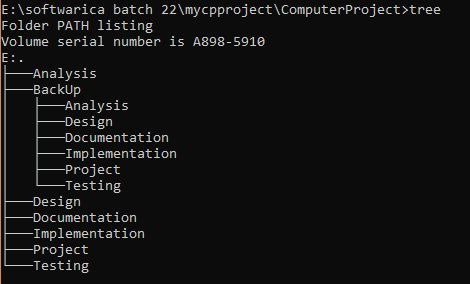 E:\softwarica batch 22\mycpproject\ComputerProject>tree
Folder PATH listing
Volume serial number is A898-5910
E:.
├───Analysis
├───BackUp
│   ├───Analysis
│   ├───Design
│   ├───Documentation
│   ├───Implementation
│   ├───Project
│   └───Testing
├───Design
├───Documentation
├───Implementation
├───Project
└───Testing